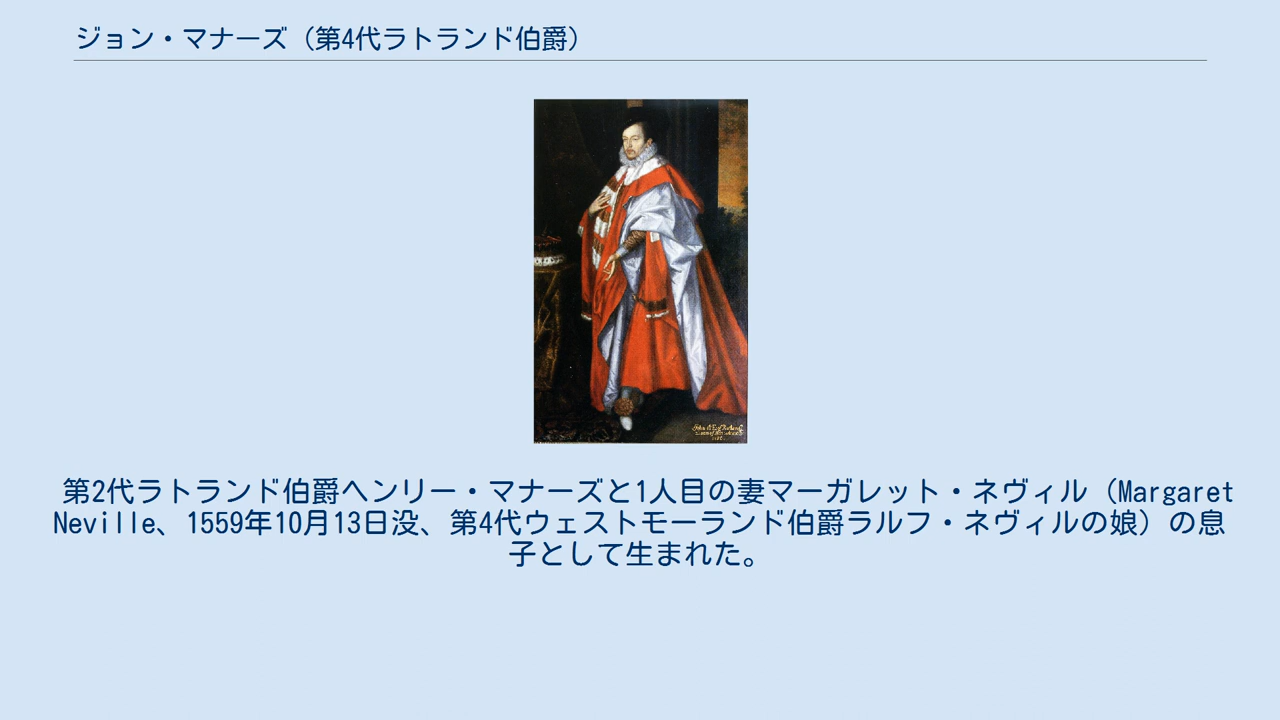 ジョン・マナーズ（第4代ラトランド伯爵）
第2代ラトランド伯爵ヘンリー・マナーズと1人目の妻マーガレット・ネヴィル（Margaret
Neville、1559年10月13日没、第4代ウェストモーランド伯爵ラルフ・ネヴィルの娘）の息
子として生まれた。